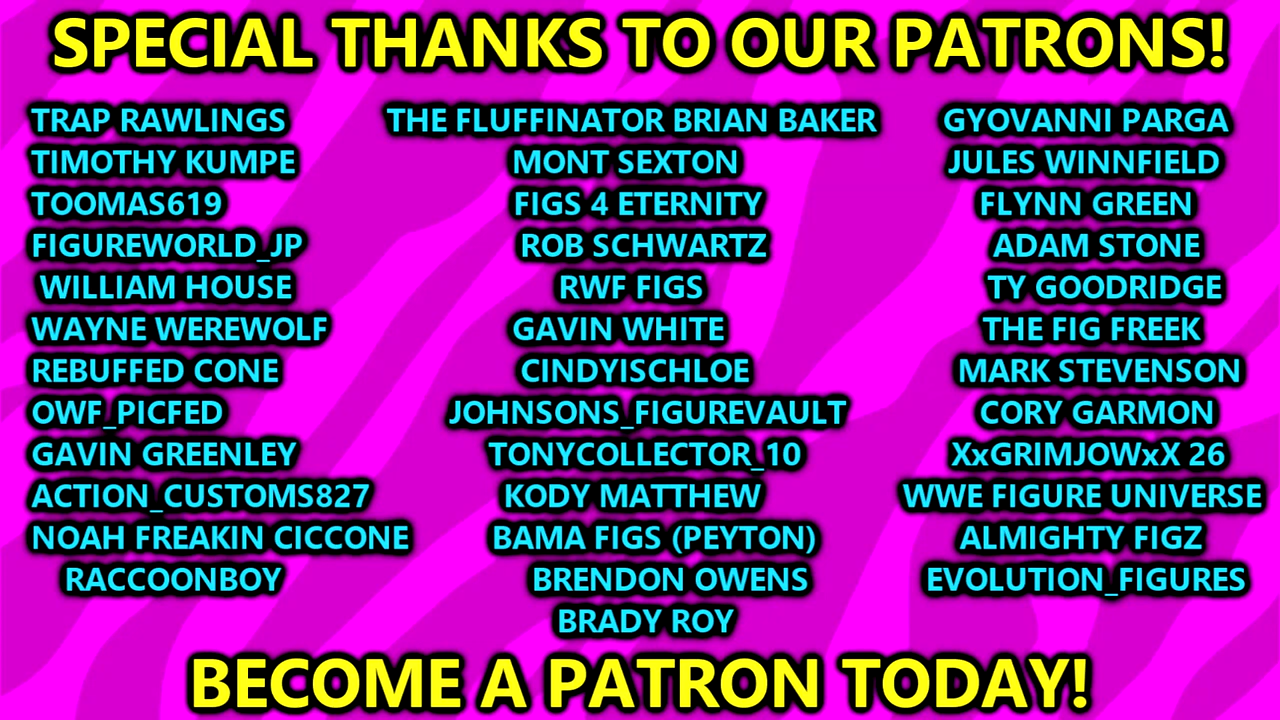 SPECIAL THANKS TO OUR PATRONS!
TRAP RAWLINGS
TIMOTHY KUMPE
TOOMAS619
FIGUREWORLD_JP
WILLIAM HOUSE
WAYNE WEREWOLF
REBUFFED CONE
OWF_PICFED
GAVIN GREENLEY
ACTION_CUSTOMS827
NOAH FREAKIN CICCONE
RACCOONBOY
THE FLUFFINATOR BRIAN BAKER
MONT SEXTON
FIGS 4 ETERNITY
ROB SCHWARTZ
RWF FIGS
GAVIN WHITE
CINDYISCHLOE
JOHNSONS_FIGUREVAULT
TONYCOLLECTOR_10
KODY MATTHEW
BAMA FIGS (PEYTON)
BRENDON OWENS
BRADY ROY
GYOVANNI PARGA
JULES WINNFIELD
FLYNN GREEN
ADAM STONE
TY GOODRIDGE
THE FIG FREEK
MARK STEVENSON
CORY GARMON
XxGRIMJOWxX 26
WWE FIGURE UNIVERSE
ALMIGHTY FIGZ
EVOLUTION_FIGURES
BECOME A PATRON TODAY!